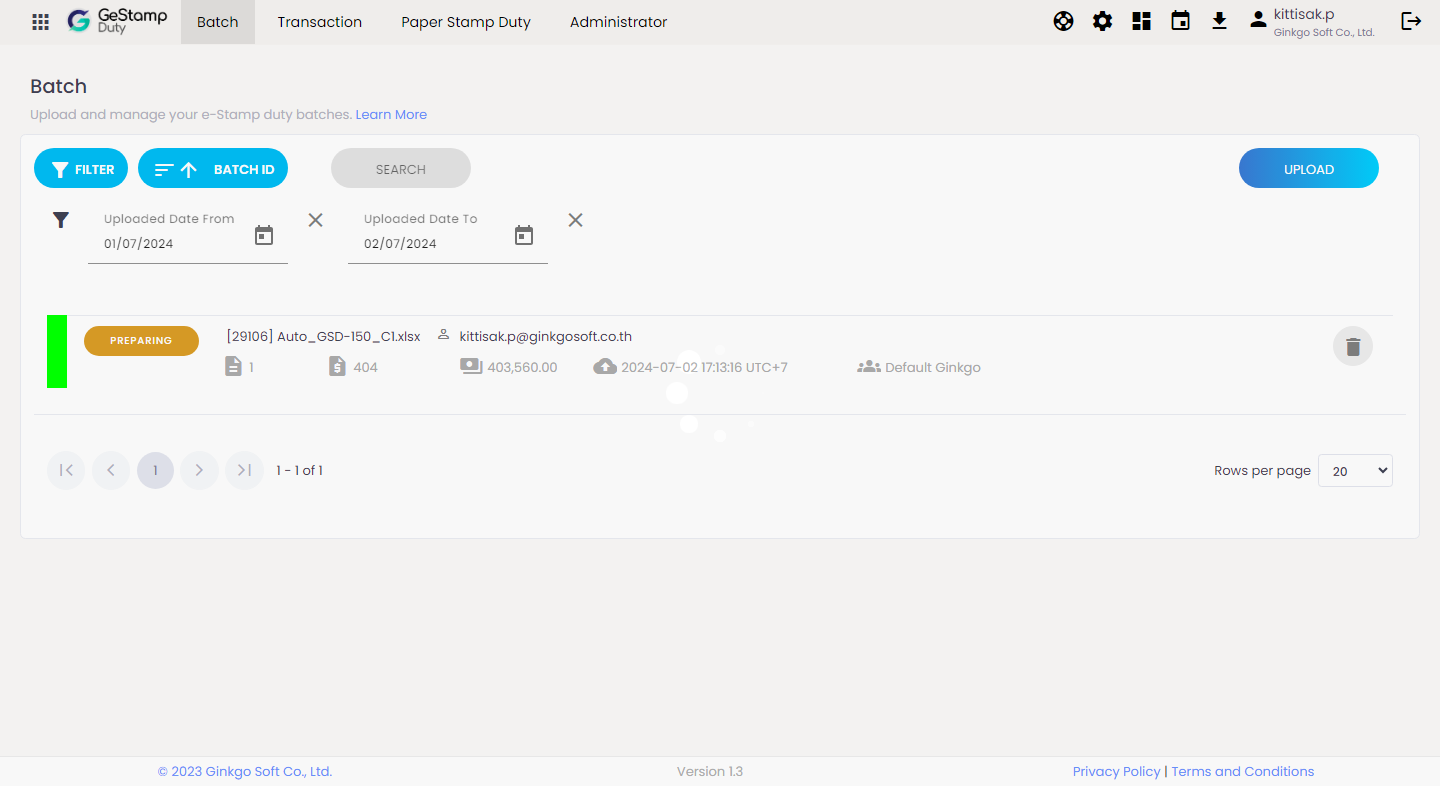 GeStamp
Duty
Batch
Transaction
Paper Stamp Duty
Administrator
kittisak.p
Ginkgo Soft Co., Ltd.
Batch
Upload and manage your e-Stamp duty batches. Learn More
FILTER
BATCH ID
SEARCH
UPLOAD
Uploaded Date From
01/07/2024
Uploaded Date To
02/07/2024
PREPARING
[29106] Auto_GSD-150_C1.xlsx
kittisak.p@ginkgosoft.co.th
1
404
403,560.00
2024-07-02 17:13:16 UTC+7
Default Ginkgo
1
1 - 1 of 1
Rows per page
20
© 2023 Ginkgo Soft Co., Ltd.
Version 1.3
Privacy Policy | Terms and Conditions